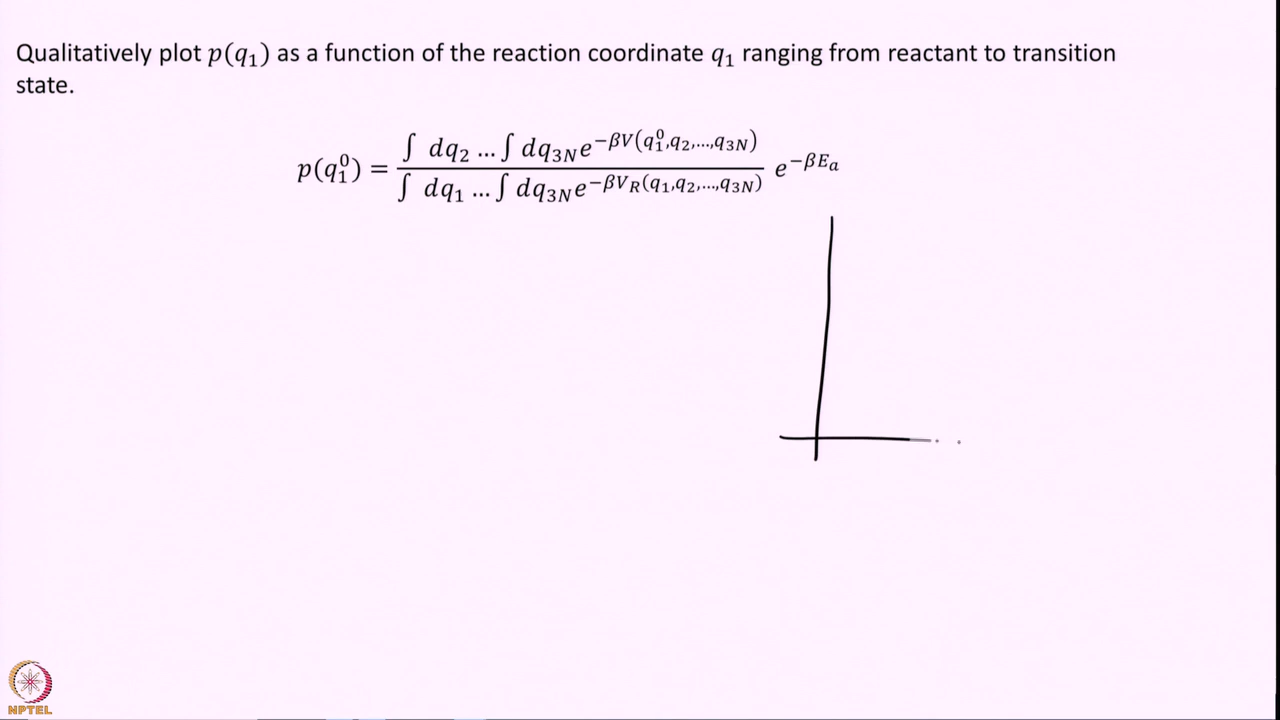 Qualitatively plot p(q₁) as a function of the reaction coordinate q₁ ranging from reactant to transition
state.
p(q₁⁰) = ∫ dq₂ … ∫ dq₃N e^−βV(q₁⁰,q₂,…,q₃N) / ∫ dq₁ … ∫ dq₃N e^−βV_R(q₁,q₂,…,q₃N) e^−βEₐ
NPTEL